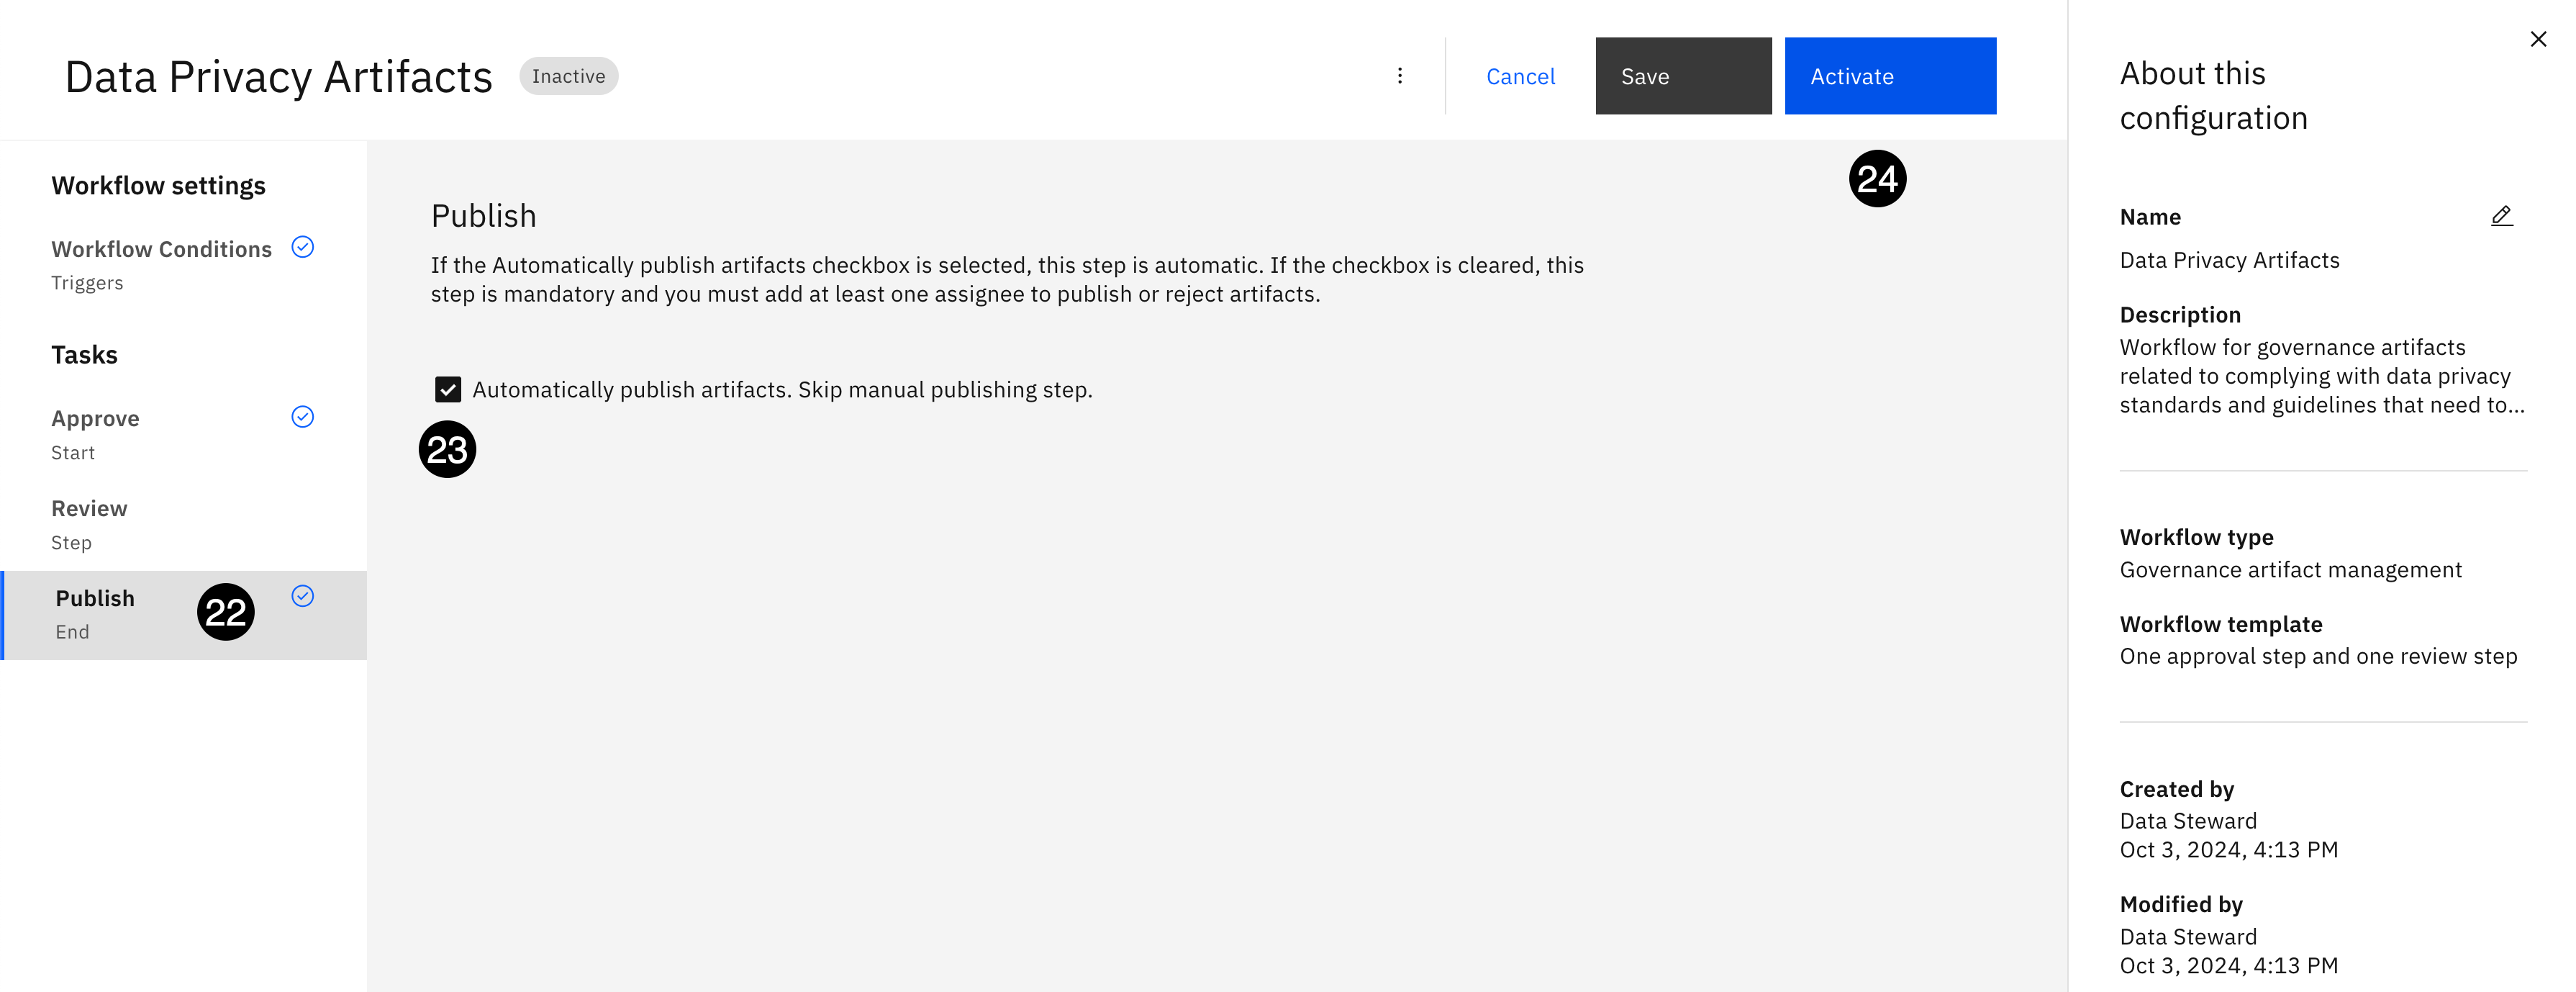 Data Privacy Artifacts
Inactive
Cancel
Save
Activate
24
Workflow settings
Workflow Conditions
Triggers
Tasks
Approve
Start
Review
Step
Publish
End
22
Publish
If the Automatically publish artifacts checkbox is selected, this step is automatic. If the checkbox is cleared, this
step is mandatory and you must add at least one assignee to publish or reject artifacts.
Automatically publish artifacts. Skip manual publishing step.
23
About this
configuration
Name
Data Privacy Artifacts
Description
Workflow for governance artifacts
related to complying with data privacy
standards and guidelines that need to...
Workflow type
Governance artifact management
Workflow template
One approval step and one review step
Created by
Data Steward
Oct 3, 2024, 4:13 PM
Modified by
Data Steward
Oct 3, 2024, 4:13 PM